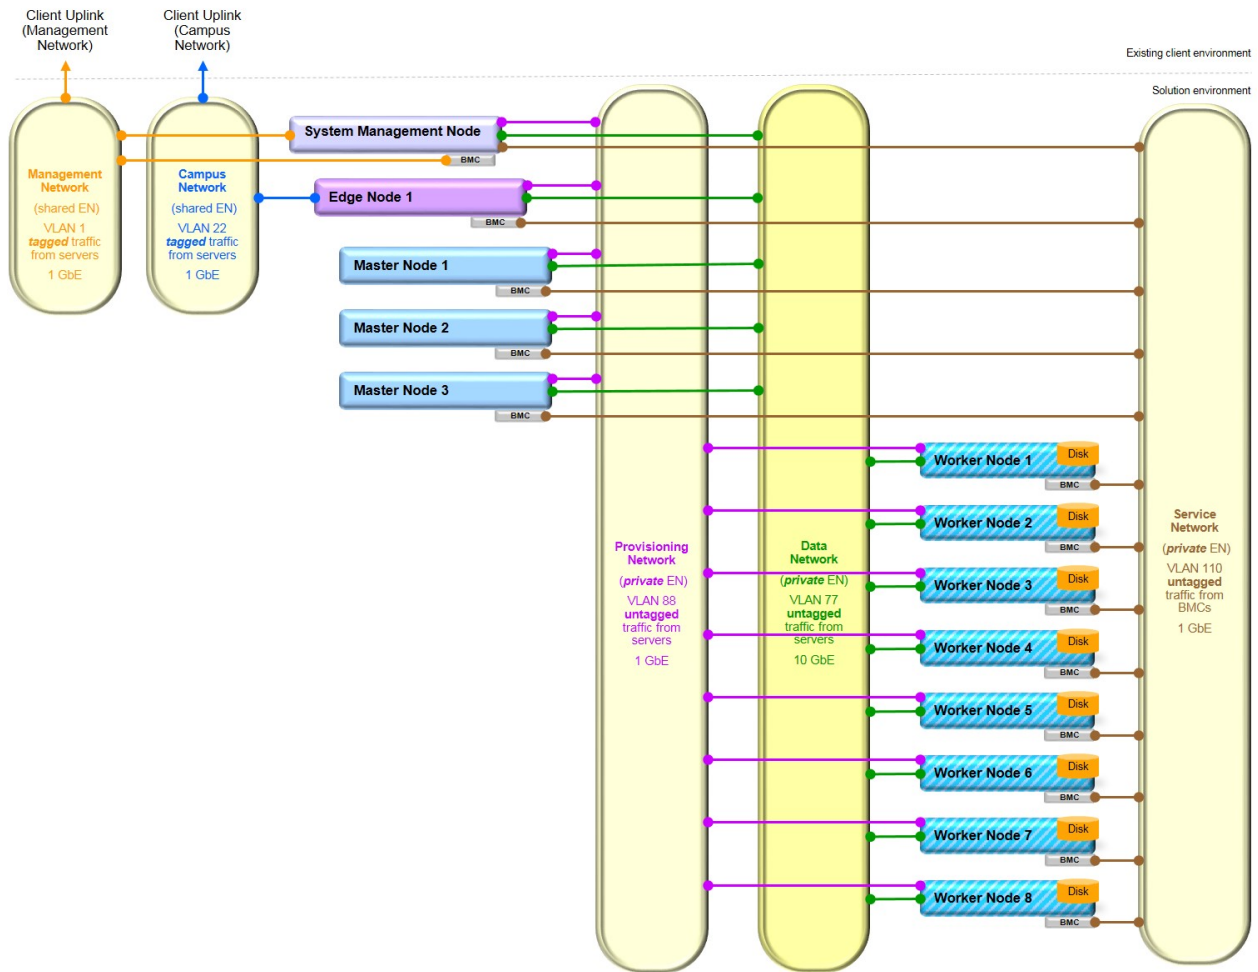 Client Uplink
(Management
Network)
Client Uplink
(Campus
Network)
Existing client environment
Solution environment
System Management Node
BMC
Management
Network
(shared EN)
VLAN 1
tagged traffic
from servers
1 GbE
Campus
Network
(shared EN)
VLAN 22
tagged traffic
from servers
1 GbE
Edge Node 1
BMC
Master Node 1
BMC
Master Node 2
BMC
Master Node 3
BMC
Provisioning
Network
(private EN)
VLAN 88
untagged
traffic from
servers
1 GbE
Data
Network
(private EN)
VLAN 77
untagged
traffic from
servers
10 GbE
Worker Node 1
Disk
BMC
Worker Node 2
Disk
BMC
Worker Node 3
Disk
BMC
Worker Node 4
Disk
BMC
Worker Node 5
Disk
BMC
Worker Node 6
Disk
BMC
Worker Node 7
Disk
BMC
Worker Node 8
Disk
BMC
Service
Network
(private EN)
VLAN 110
untagged
traffic from
BMCs
1 GbE